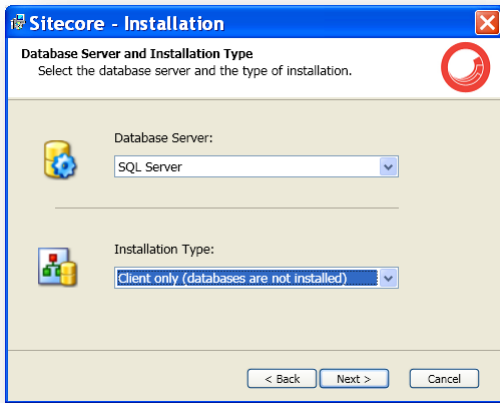 Sitecore - Installation
Database Server and Installation Type
Select the database server and the type of installation.
Database Server:
SQL Server
Installation Type:
Client only (databases are not installed)
< Back Next > Cancel